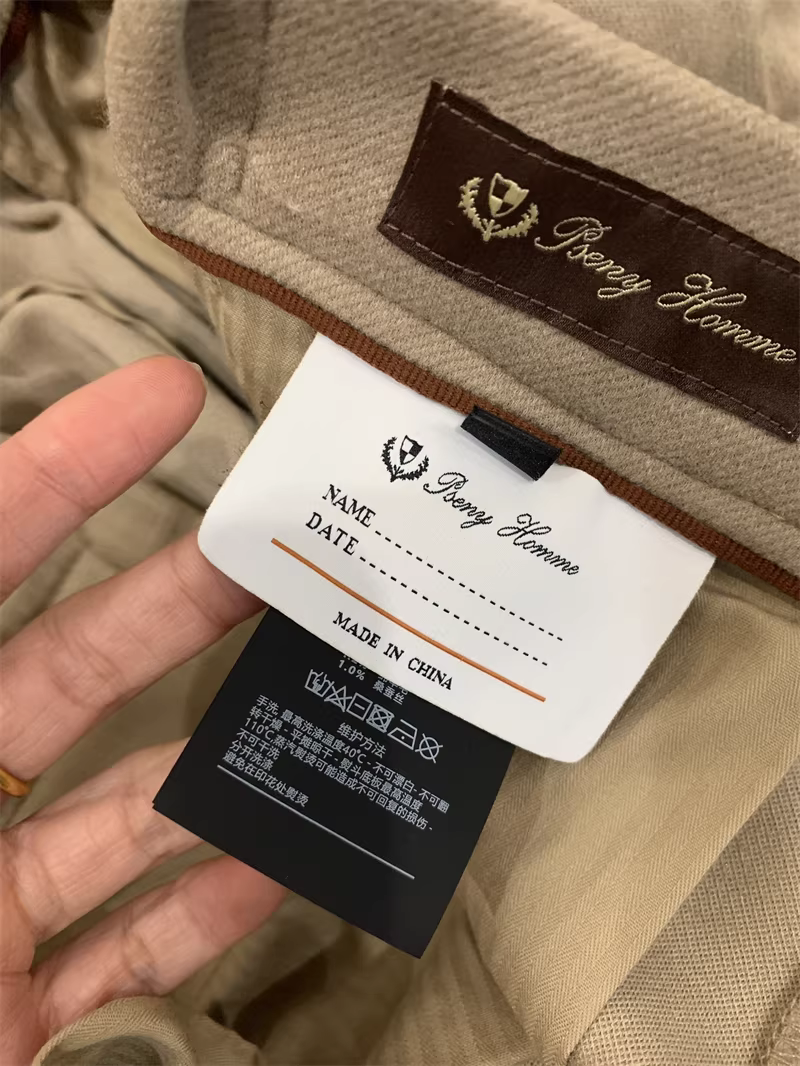 Pseny Homme
Pseny Homme
NAME
DATE
MADE IN CHINA
1.0% 桑蚕丝
维护方法
手洗 最高洗涤温度40℃ - 不可漂白 - 不可翻
转干燥 - 平摊晾干 - 熨斗底板最高温度
110℃ 蒸汽熨烫可能造成不可回复的损伤 -
不可干洗
分开洗涤
避免在印花处熨烫